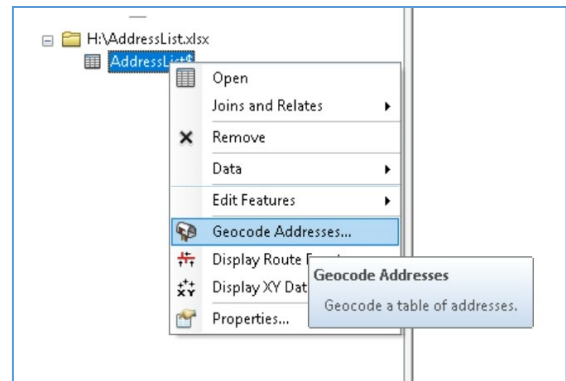 H:\AddressList.xlsx
AddressList$
Open
Joins and Relates
Remove
Data
Edit Features
Geocode Addresses...
Display Route
Geocode Addresses
Display XY Dat
Geocode a table of addresses.
Properties...